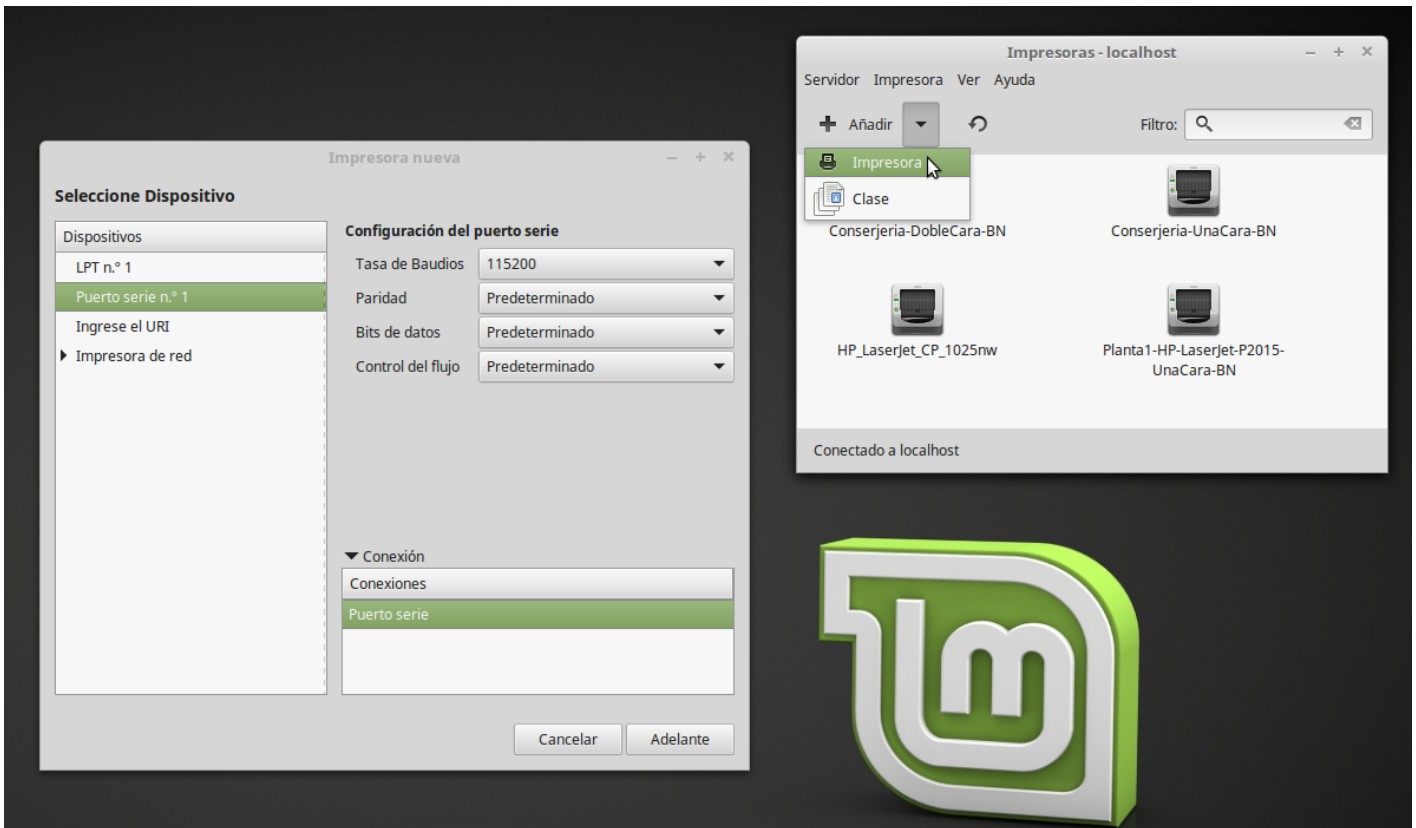 Impresoras - localhost
Servidor Impresora Ver Ayuda
Añadir
Filtro:
Impresora
Clase
Conserjeria-DobleCara-BN
Conserjeria-UnaCara-BN
HP_LaserJet_CP_1025nw
Planta1-HP-LaserJet-P2015-
UnaCara-BN
Conectado a localhost
Impresora nueva
Seleccione Dispositivo
Dispositivos
LPT n.º 1
Puerto serie n.º 1
Ingrese el URI
Impresora de red
Configuración del puerto serie
Tasa de Baudios 115200
Paridad Predeterminado
Bits de datos Predeterminado
Control del flujo Predeterminado
Conexión
Conexiones
Puerto serie
Cancelar Adelante